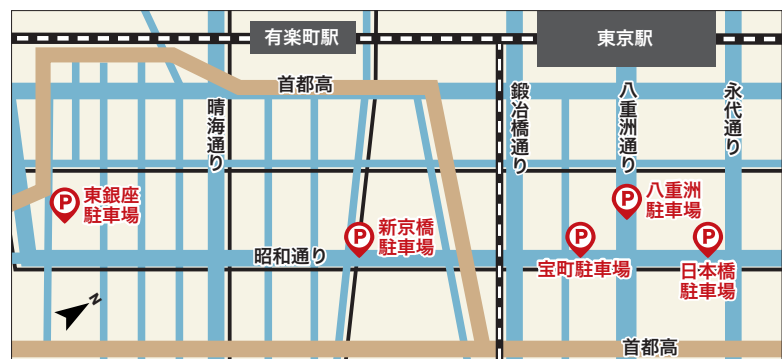 有楽町駅
東京駅
首都高
晴海通り
鍛冶橋通り
八重洲通り
永代通り
P
東銀座
駐車場
P
八重洲
駐車場
P
新京橋
駐車場
P
宝町駐車場
P
日本橋
駐車場
昭和通り
N
首都高